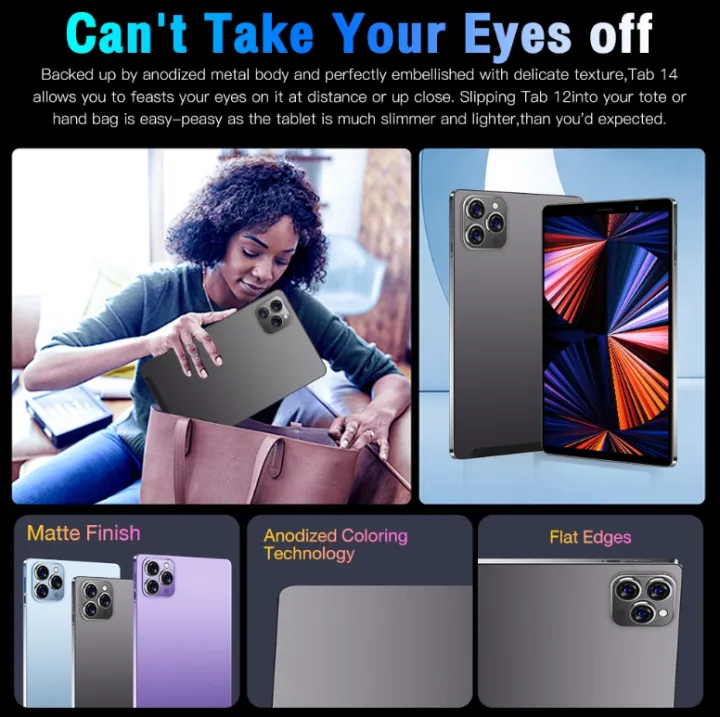 Can't Take Your Eyes off
Backed up by anodized metal body and perfectly embellished with delicate texture,Tab 14
allows you to feasts your eyes on it at distance or up close. Slipping Tab 12into your tote or
hand bag is easy-peasy as the tablet is much slimmer and lighter,than you'd expected.
Matte Finish
Anodized Coloring
Technology
Flat Edges